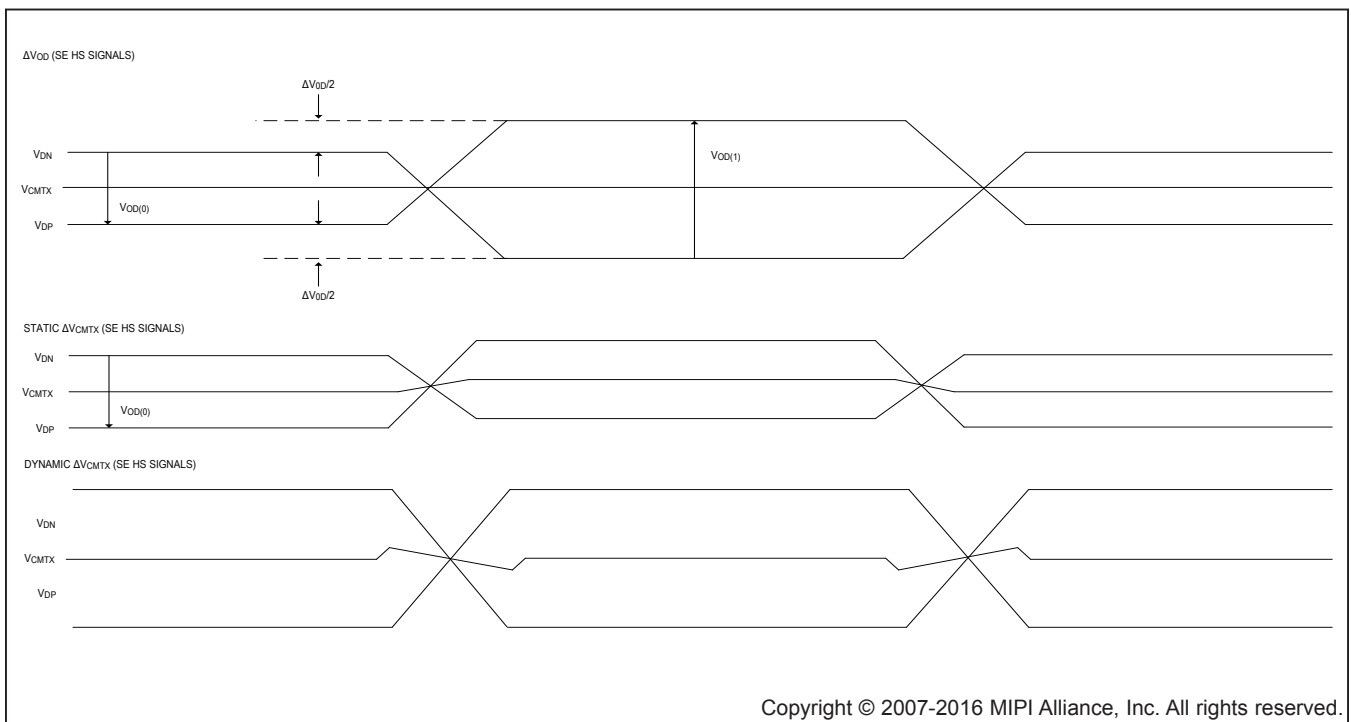 ΔVOD (SE HS SIGNALS)
ΔVOD/2
VDN
VOD(1)
VCMTX
VOD(0)
VDP
ΔVOD/2
STATIC ΔVCMTX (SE HS SIGNALS)
VDN
VCMTX
VOD(0)
VDP
DYNAMIC ΔVCMTX (SE HS SIGNALS)
VDN
VCMTX
VDP
Copyright © 2007-2016 MIPI Alliance, Inc. All rights reserved.